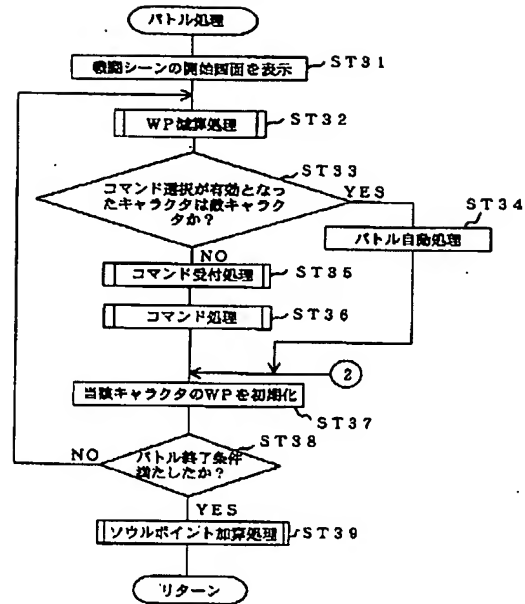 バトル処理
戦闘シーンの開始画面を表示
ST31
WP減算処理
ST32
ST33
コマンド選択が有効となっ
たキャラクタは敵キャラク
タか?
YES
ST34
バトル自動処理
NO
コマンド受付処理
ST35
コマンド処理
ST36
2
当該キャラクタのWPを初期化
ST37
ST38
NO
バトル終了条件
満たしたか?
YES
ソウルポイント加算処理
ST39
リターン